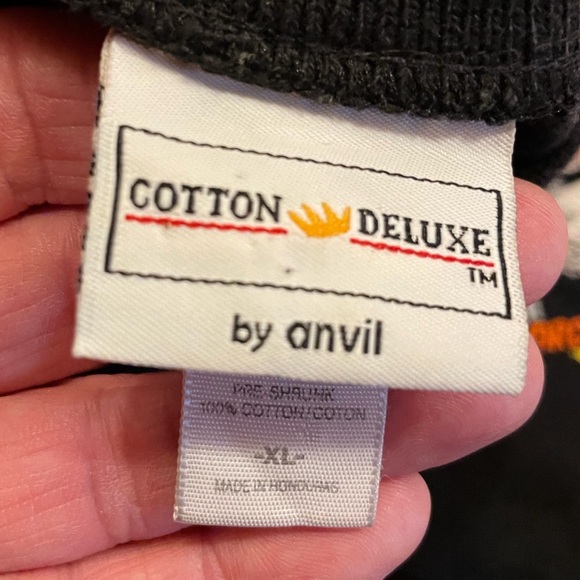 COTTON DELUXE
TM
by anvil
PRE SHRUNK
100% COTTON/COTON
-XL-
MADE IN HONDURAS